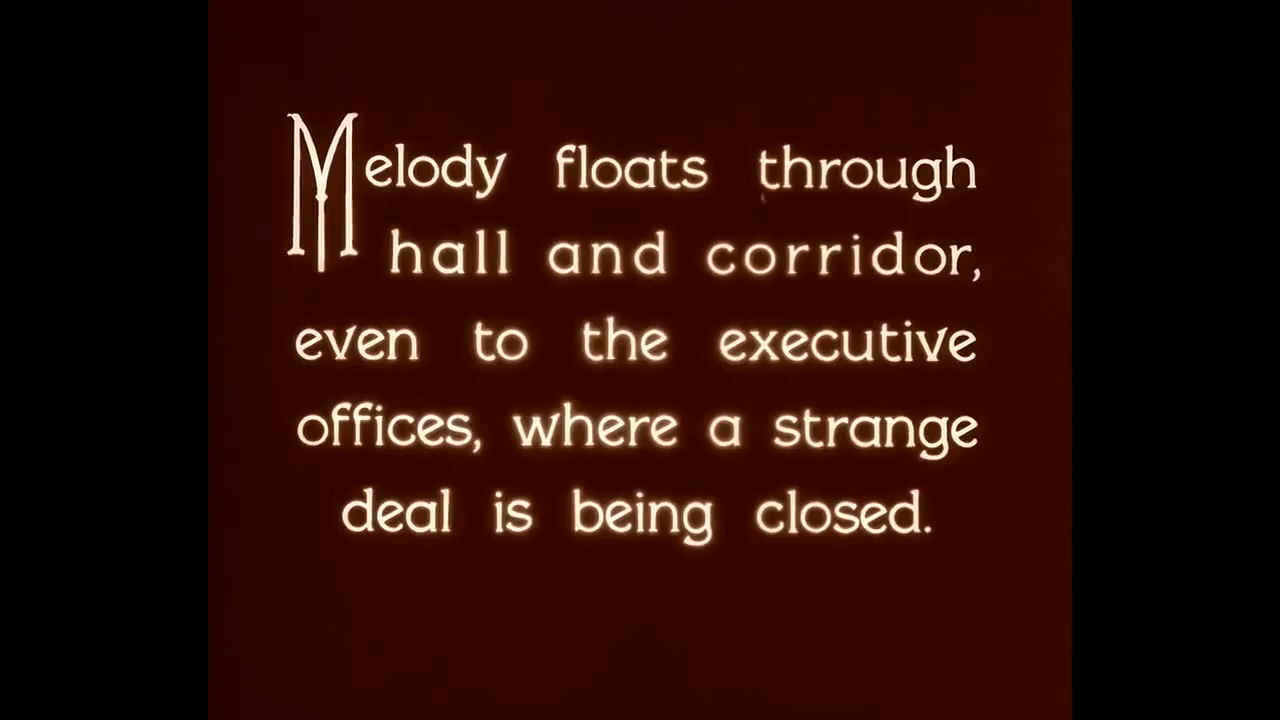 Melody floats through
hall and corridor,
even to the executive
offices, where a strange
deal is being closed.